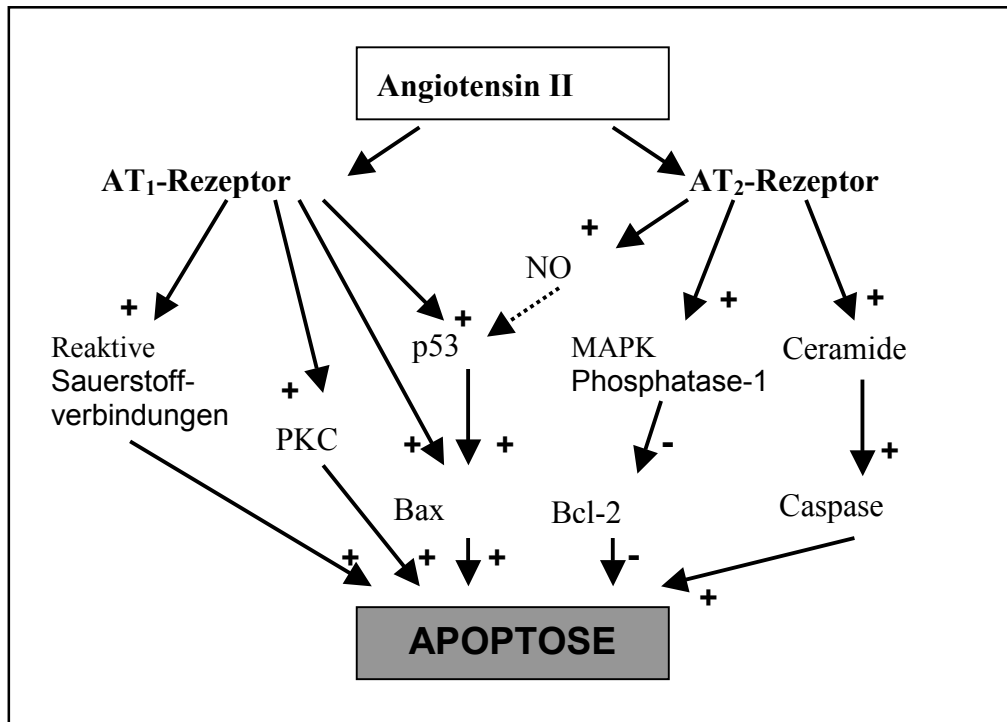 Angiotensin II
AT₁-Rezeptor
AT₂-Rezeptor
+
NO
+
Reaktive
Sauerstoff-
verbindungen
+
PKC
+
p53
+
MAPK
Phosphatase-1
+
Ceramide
+
+
Bax
-
Bcl-2
+
Caspase
+
+
+
-
+
APOPTOSE